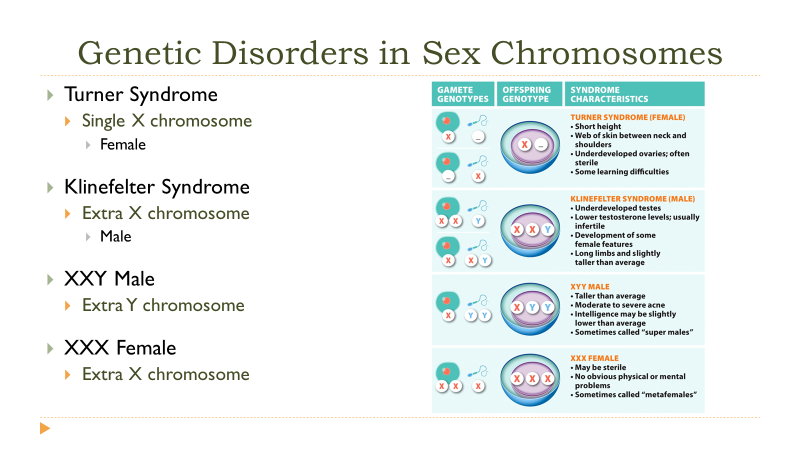 Genetic Disorders in Sex Chromosomes
Turner Syndrome
Single X chromosome
Female
Klinefelter Syndrome
Extra X chromosome
Male
XXY Male
Extra Y chromosome
XXX Female
Extra X chromosome
GAMETE
GENOTYPES
OFFSPRING
GENOTYPE
SYNDROME
CHARACTERISTICS
X _
X _
_ X
TURNER SYNDROME (FEMALE)
• Short height
• Web of skin between neck and
shoulders
• Underdeveloped ovaries; often
sterile
• Some learning difficulties
X X Y
X X Y
X X Y
KLINEFELTER SYNDROME (MALE)
• Underdeveloped testes
• Lower testosterone levels; usually
infertile
• Development of some
female features
• Long limbs and slightly
taller than average
X Y Y
X Y Y
XYY MALE
• Taller than average
• Moderate to severe acne
• Intelligence may be slightly
lower than average
• Sometimes called "super males"
X X X
X X X
XXX FEMALE
• May be sterile
• No obvious physical or mental
problems
• Sometimes called "metafemales"